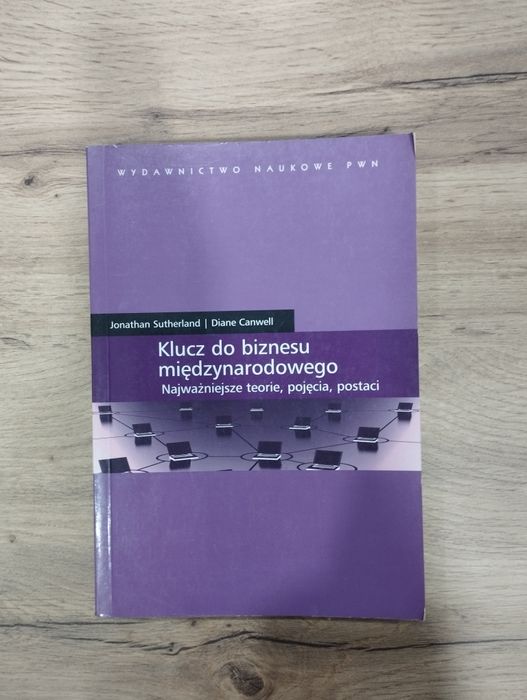 WYDAWNICTWO NAUKOWE PWN
Jonathan Sutherland | Diane Canwell
Klucz do biznesu
międzynarodowego
Najważniejsze teorie, pojęcia, postaci